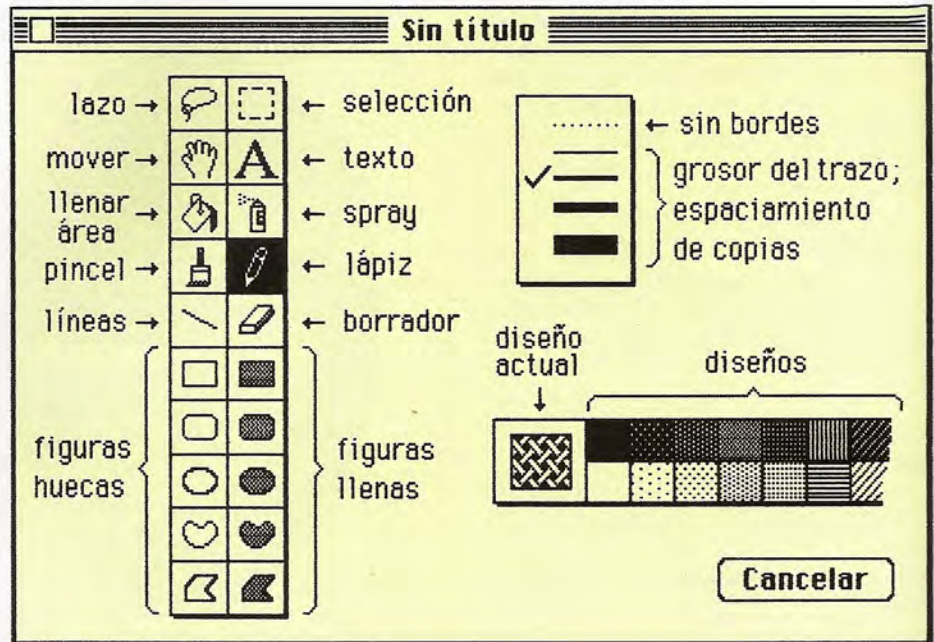 Sin título
lazo →
← selección
mover →
A
← texto
llenar
área →
← spray
pincel →
← lápiz
líneas →
← borrador
figuras
huecas
figuras
llenas
← sin bordes
grosor del trazo;
espaciamiento
de copias
diseño
actual
↓
diseños
Cancelar